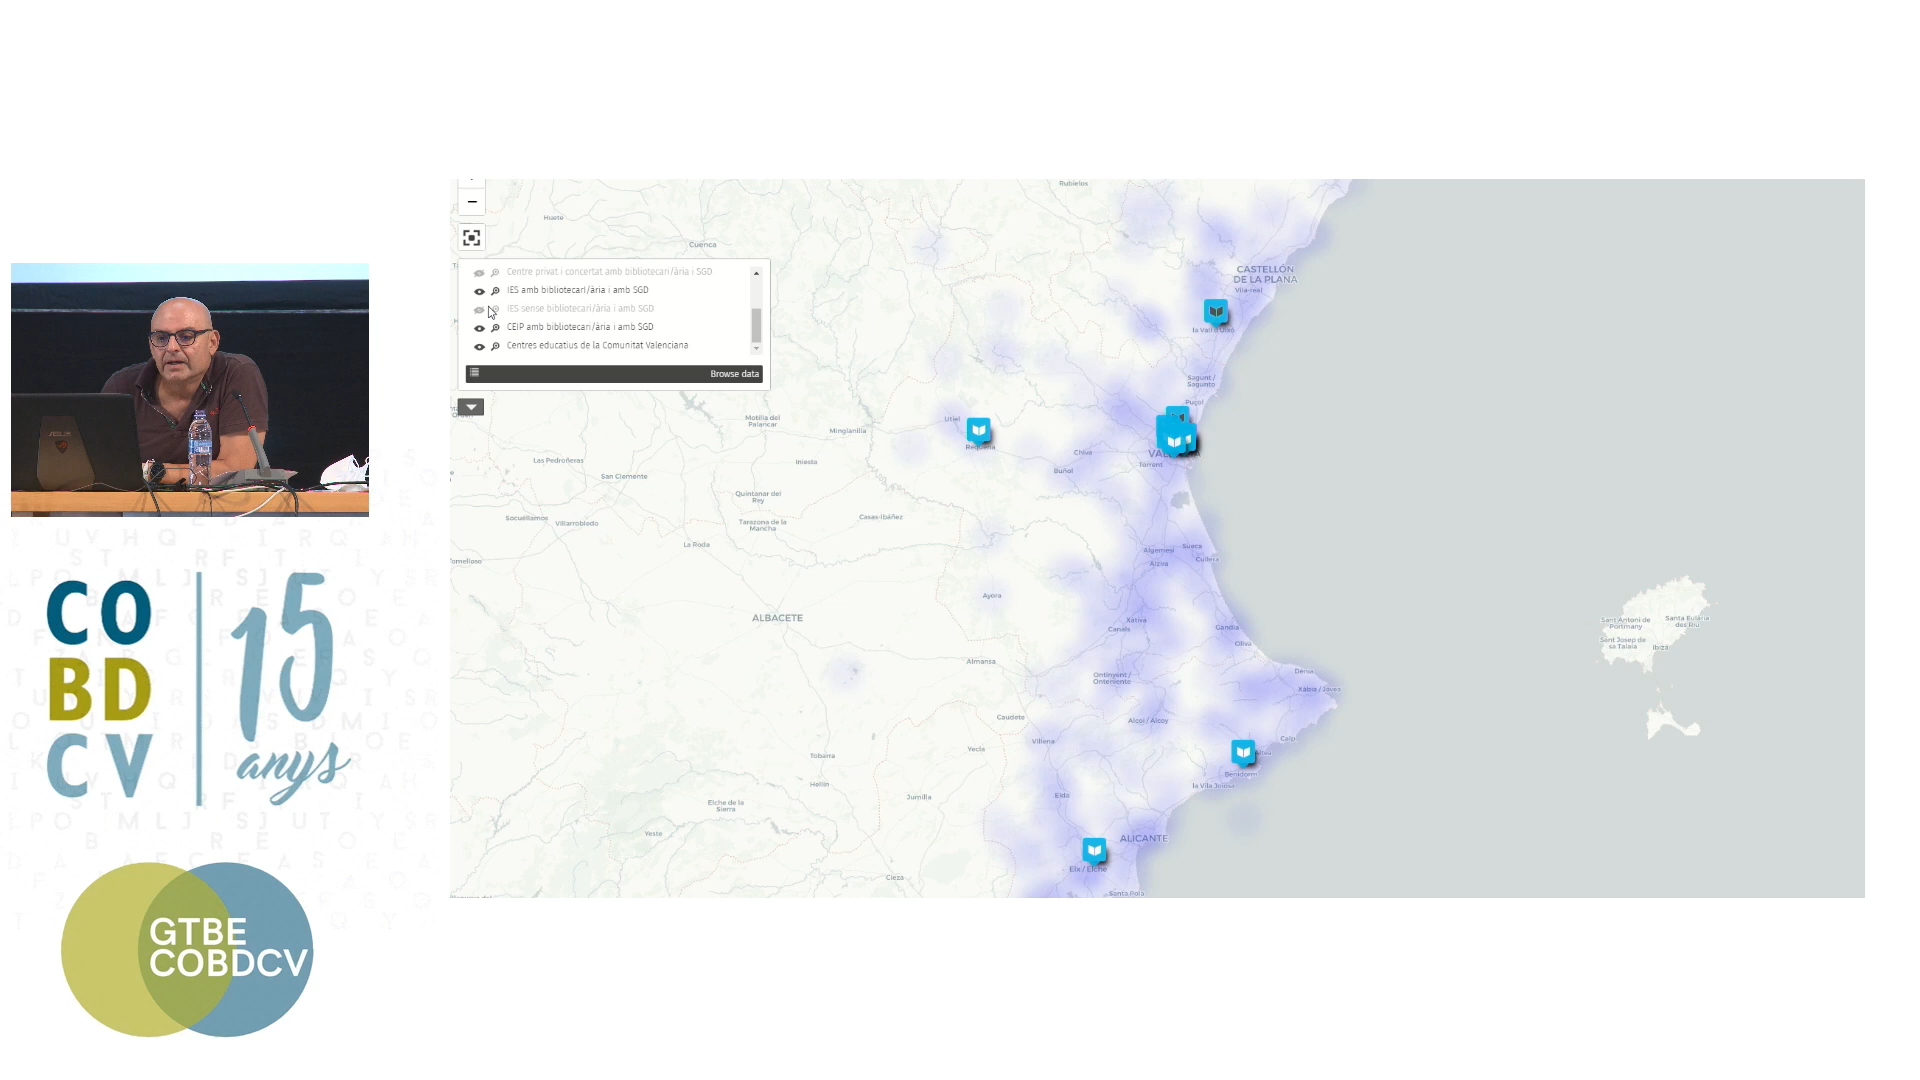 ASUS
CO
BD
CV
15
anys
GTBE
COBDCV
Centre privat i concertat amb bibliotecari/ària i SGD
IES amb bibliotecari/ària i amb SGD
IES sense bibliotecari/ària i amb SGD
CEIP amb bibliotecari/ària i amb SGD
Centres educatius de la Comunitat Valenciana
Browse data
Rubielos
Huete
Cuenca
CASTELLÓN
DE LA PLANA
Vila-real
Sagunt /
Sagunto
Puçol
Utiel
Requena
Motilla del
Palancar
Minglanilla
Iniesta
Las Pedroñeras
San Clemente
Quintanar del
Rey
Tarazona de la
Mancha
Casas-Ibáñez
Socuéllamos
Villarrobledo
La Roda
Chiva
Buñol
Torrent
Algemesí
Sueca
Cullera
Alzira
Ayora
ALBACETE
Xàtiva
Canals
Gandia
Oliva
Almansa
Ontinyent /
Onteniente
Dénia
Xàbia / Jávea
Caudete
Alcoi / Alcoy
Villena
Yecla
Calp
Tobarra
Hellín
Benidorm
la Vila Joiosa
Elda
Jumilla
Elche de la
Sierra
Yeste
ALICANTE
Elx / Elche
Cieza
Santa Pola
Sant Antoni de
Portmany
Santa Eulària
des Riu
Sant Josep de
sa Talaia
Ibiza